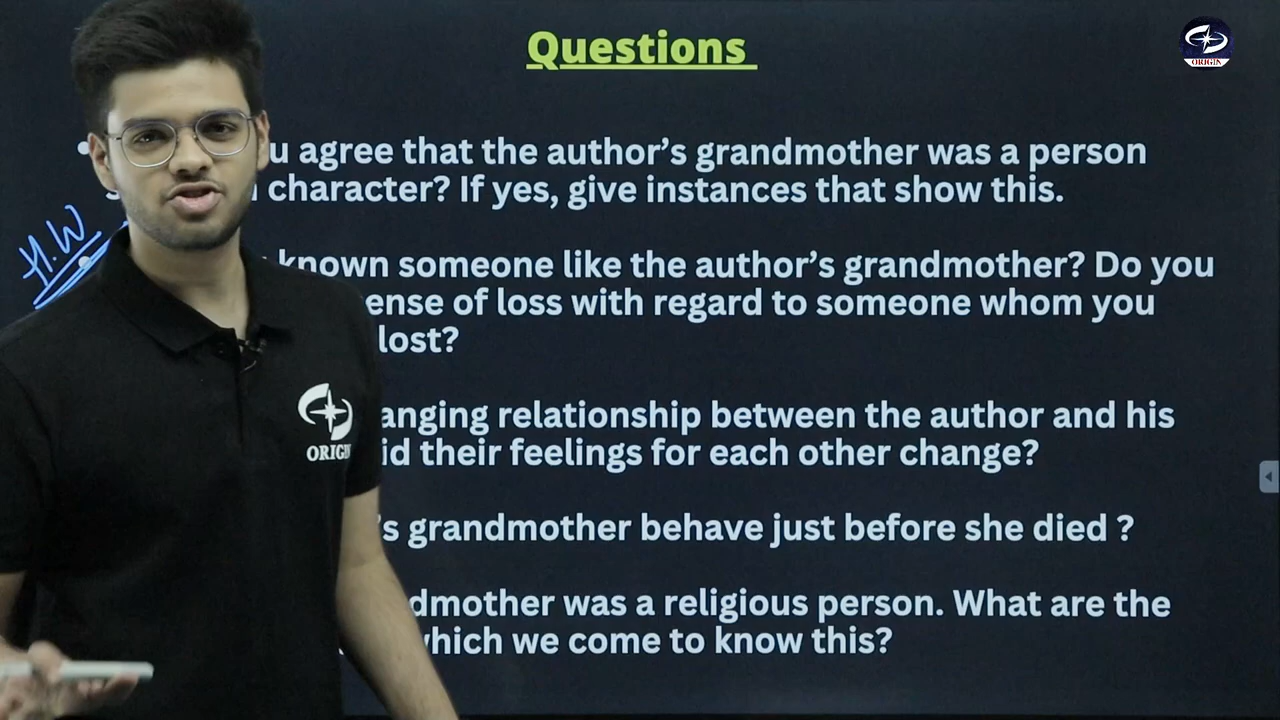 Questions
ORIGIN
u agree that the author’s grandmother was a person
character? If yes, give instances that show this.
H.W
known someone like the author’s grandmother? Do you
ense of loss with regard to someone whom you
lost?
anging relationship between the author and his
id their feelings for each other change?
ORIGIN
’s grandmother behave just before she died ?
dmother was a religious person. What are the
which we come to know this?